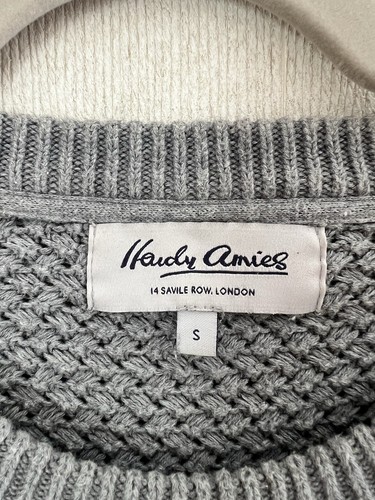 Hardy Amies
14 SAVILE ROW, LONDON
S